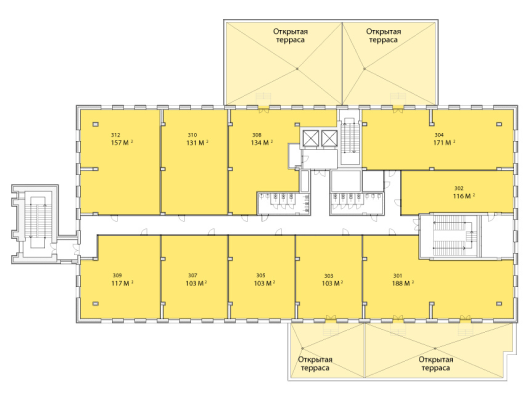 Открытая
терраса
Открытая
терраса
312
157 М ²
310
131 М ²
308
134 М ²
304
171 М ²
302
116 М ²
309
117 М ²
307
103 М ²
305
103 М ²
303
103 М ²
301
188 М ²
Открытая
терраса
Открытая
терраса